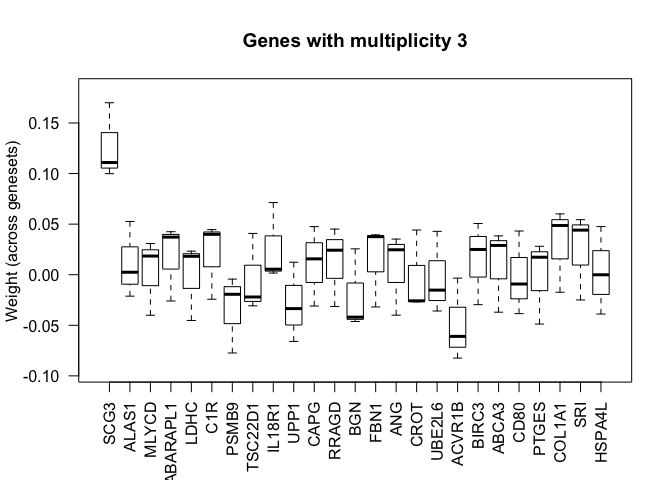 Genes with multiplicity 3
Weight (across genesets)
0.15
0.10
0.05
0.00
-0.05
-0.10
SCG3
ALAS1
MLYCD
ABARAPL1
LDHC
C1R
PSMB9
TSC22D1
IL18R1
UPP1
CAPG
RRAGD
BGN
FBN1
ANG
CROT
UBE2L6
ACVR1B
BIRC3
ABCA3
CD80
PTGES
COL1A1
SRI
HSPA4L